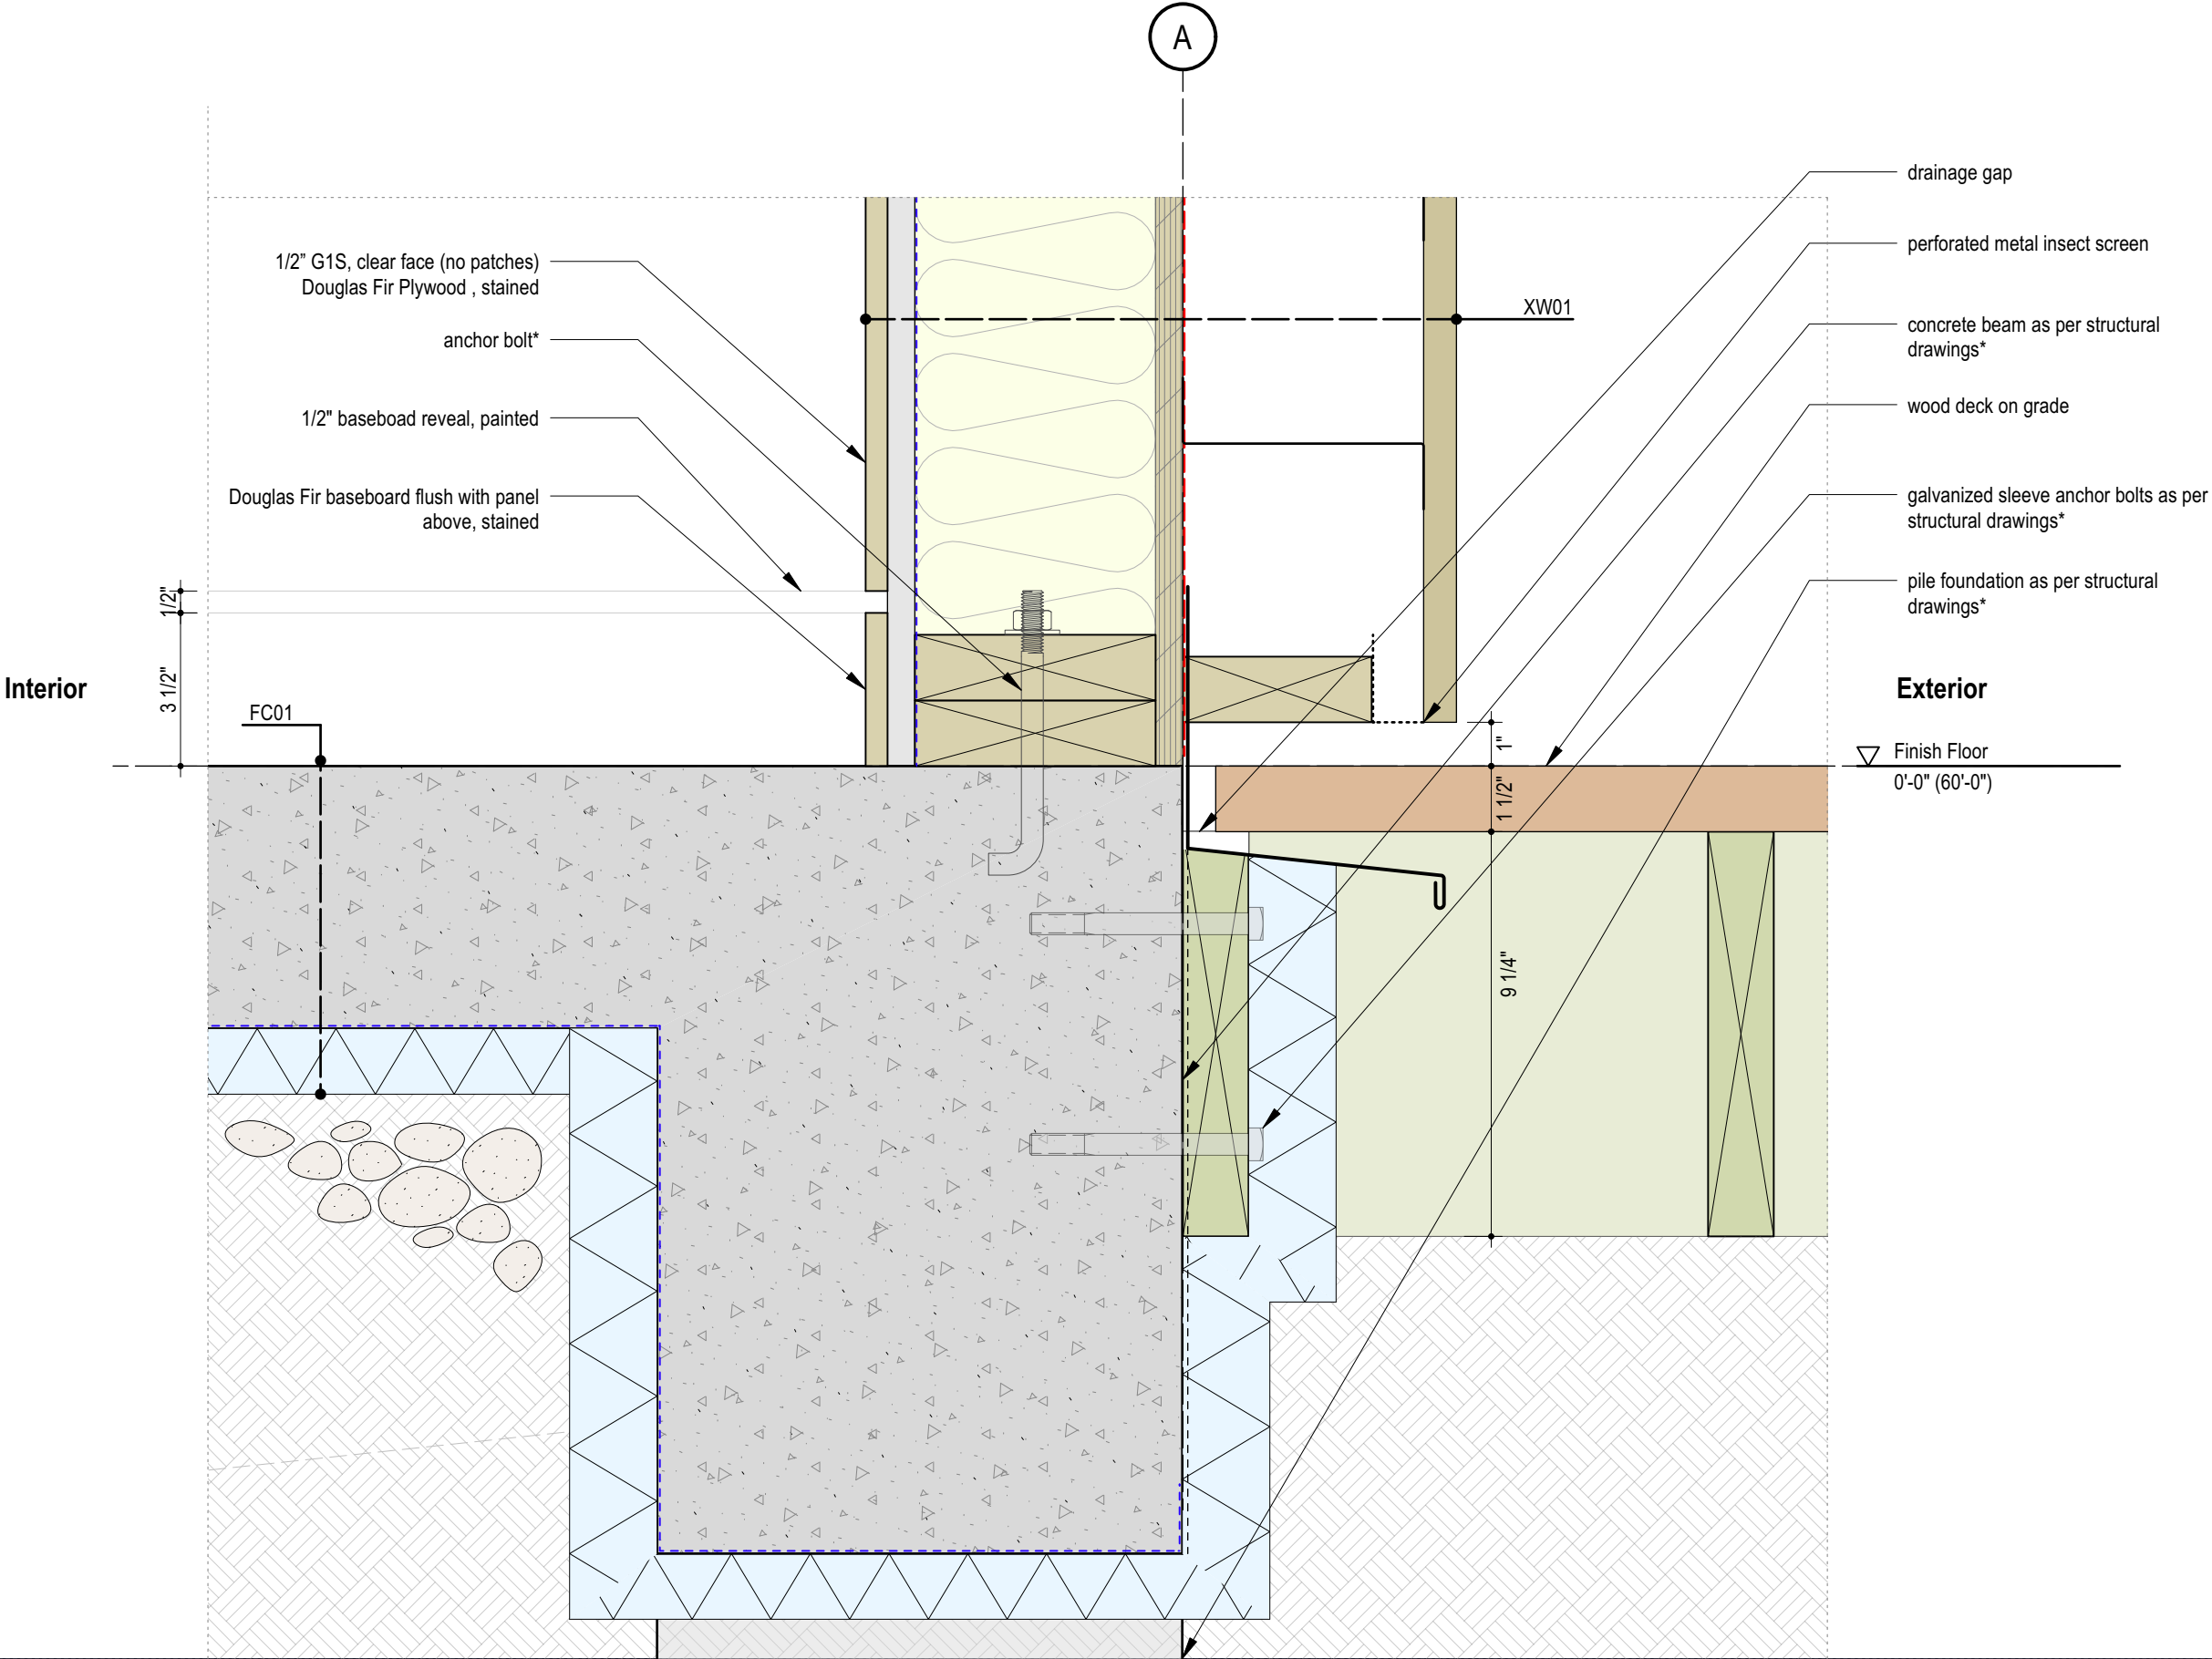 A
1/2” G1S, clear face (no patches)
Douglas Fir Plywood , stained
anchor bolt*
1/2" baseboad reveal, painted
Douglas Fir baseboard flush with panel
above, stained
1/2"
3 1/2"
Interior
FC01
XW01
drainage gap
perforated metal insect screen
concrete beam as per structural
drawings*
wood deck on grade
galvanized sleeve anchor bolts as per
structural drawings*
pile foundation as per structural
drawings*
Exterior
1"
Finish Floor
0'-0" (60'-0")
1 1/2"
9 1/4"